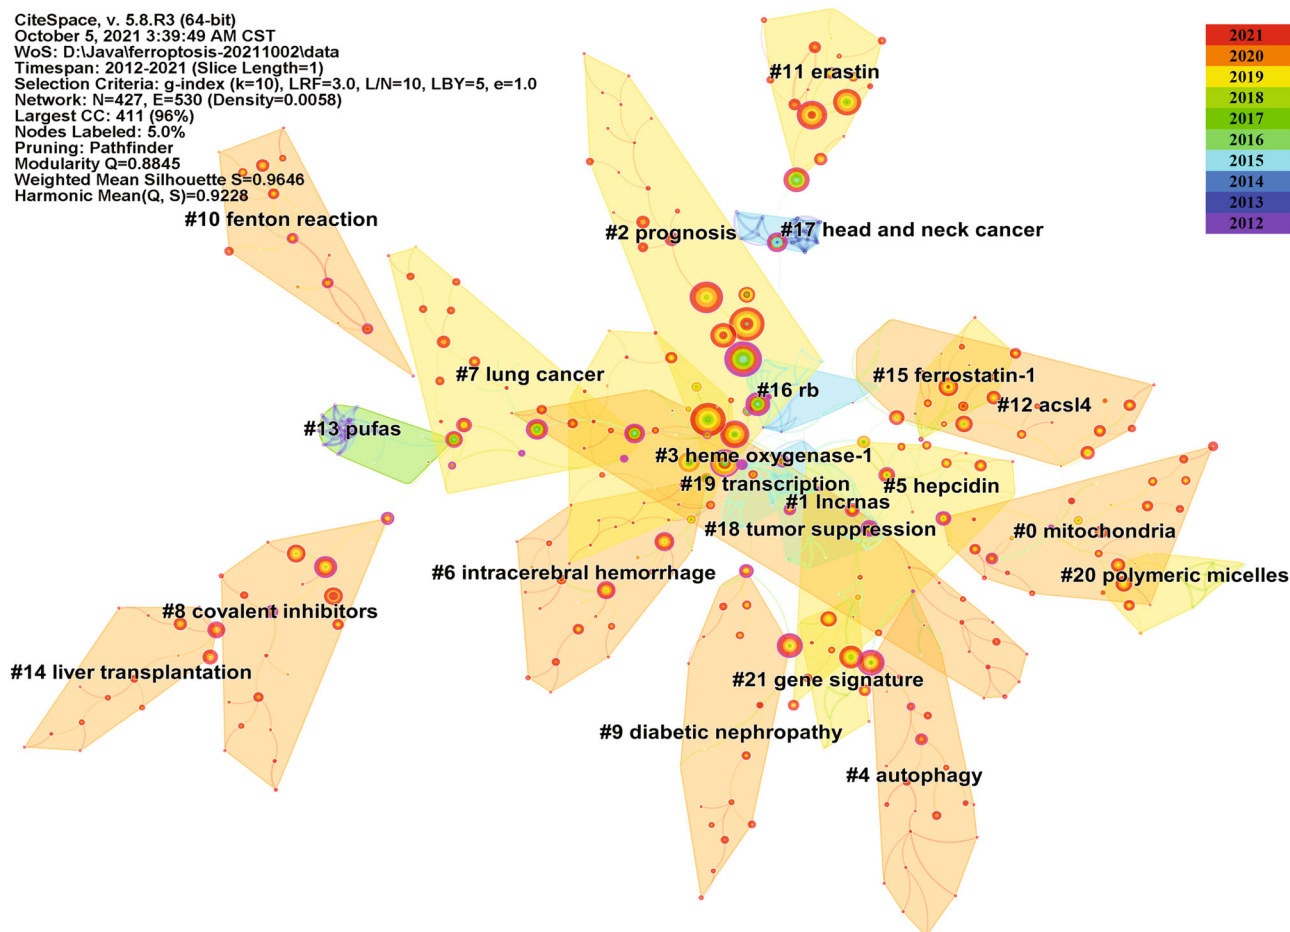 CiteSpace, v. 5.8.R3 (64-bit)
October 5, 2021 3:39:49 AM CST
WoS: D:\Java\ferroptosis-20211002\data
Timespan: 2012-2021 (Slice Length=1)
Selection Criteria: g-index (k=10), LRF=3.0, L/N=10, LBY=5, e=1.0
Network: N=427, E=530 (Density=0.0058)
Largest CC: 411 (96%)
Nodes Labeled: 5.0%
Pruning: Pathfinder
Modularity Q=0.8845
Weighted Mean Silhouette S=0.9646
Harmonic Mean(Q, S)=0.9228
2021
2020
2019
2018
2017
2016
2015
2014
2013
2012
#11 erastin
#10 fenton reaction
#2 prognosis
#17 head and neck cancer
#7 lung cancer
#15 ferrostatin-1
#16 rb
#12 acsl4
#13 pufas
#3 heme oxygenase-1
#19 transcription
#5 hepcidin
#1 lncrnas
#18 tumor suppression
#0 mitochondria
#6 intracerebral hemorrhage
#20 polymeric micelles
#8 covalent inhibitors
#14 liver transplantation
#21 gene signature
#9 diabetic nephropathy
#4 autophagy